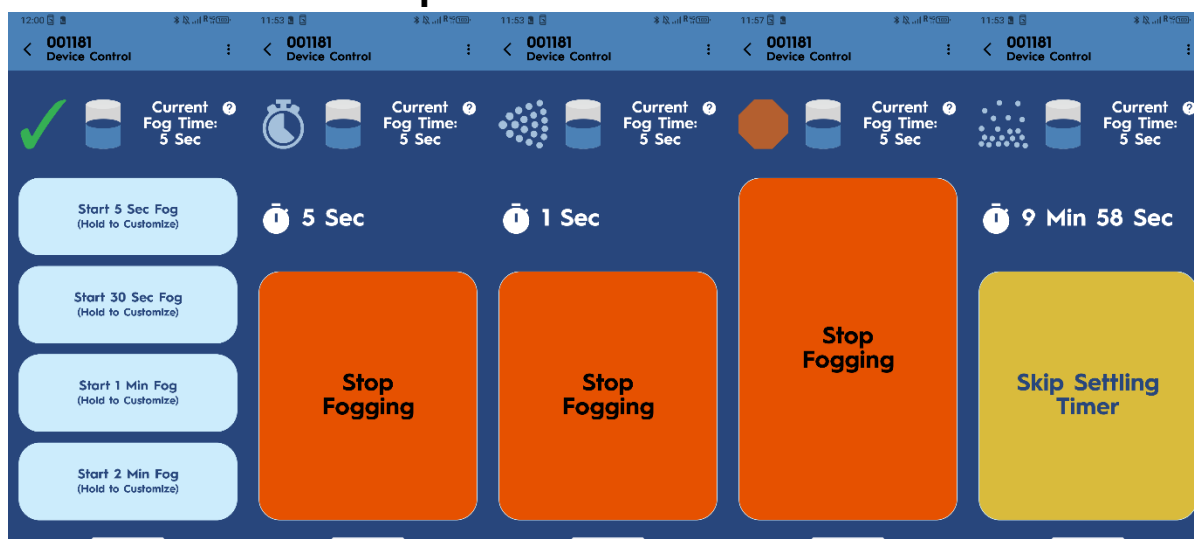 12:00
001181
Device Control
Current
Fog Time:
5 Sec
Start 5 Sec Fog
(Hold to Customize)
Start 30 Sec Fog
(Hold to Customize)
Start 1 Min Fog
(Hold to Customize)
Start 2 Min Fog
(Hold to Customize)
11:53
001181
Device Control
Current
Fog Time:
5 Sec
5 Sec
Stop
Fogging
11:53
001181
Device Control
Current
Fog Time:
5 Sec
1 Sec
Stop
Fogging
11:57
001181
Device Control
Current
Fog Time:
5 Sec
Stop
Fogging
11:53
001181
Device Control
Current
Fog Time:
5 Sec
9 Min 58 Sec
Skip Settling
Timer